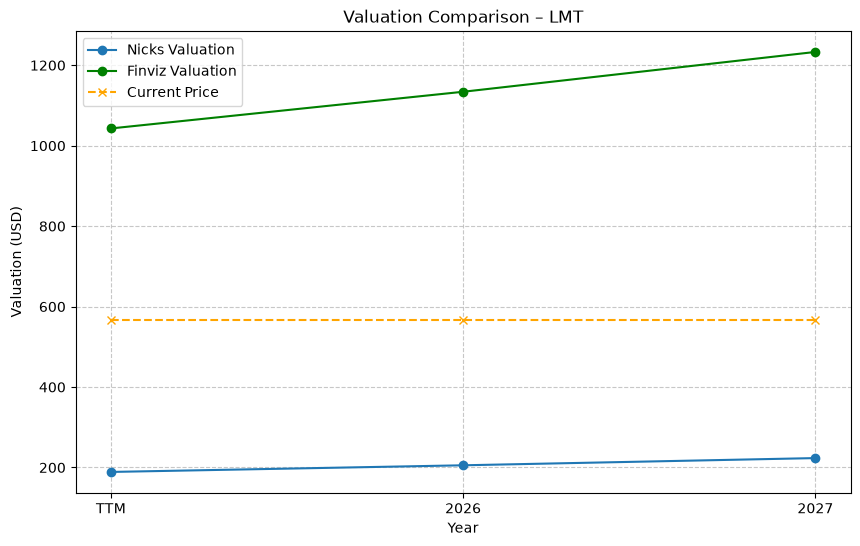 Valuation Comparison – LMT
Nicks Valuation
Finviz Valuation
Current Price
Valuation (USD)
1200
1000
800
600
400
200
TTM
2026
2027
Year